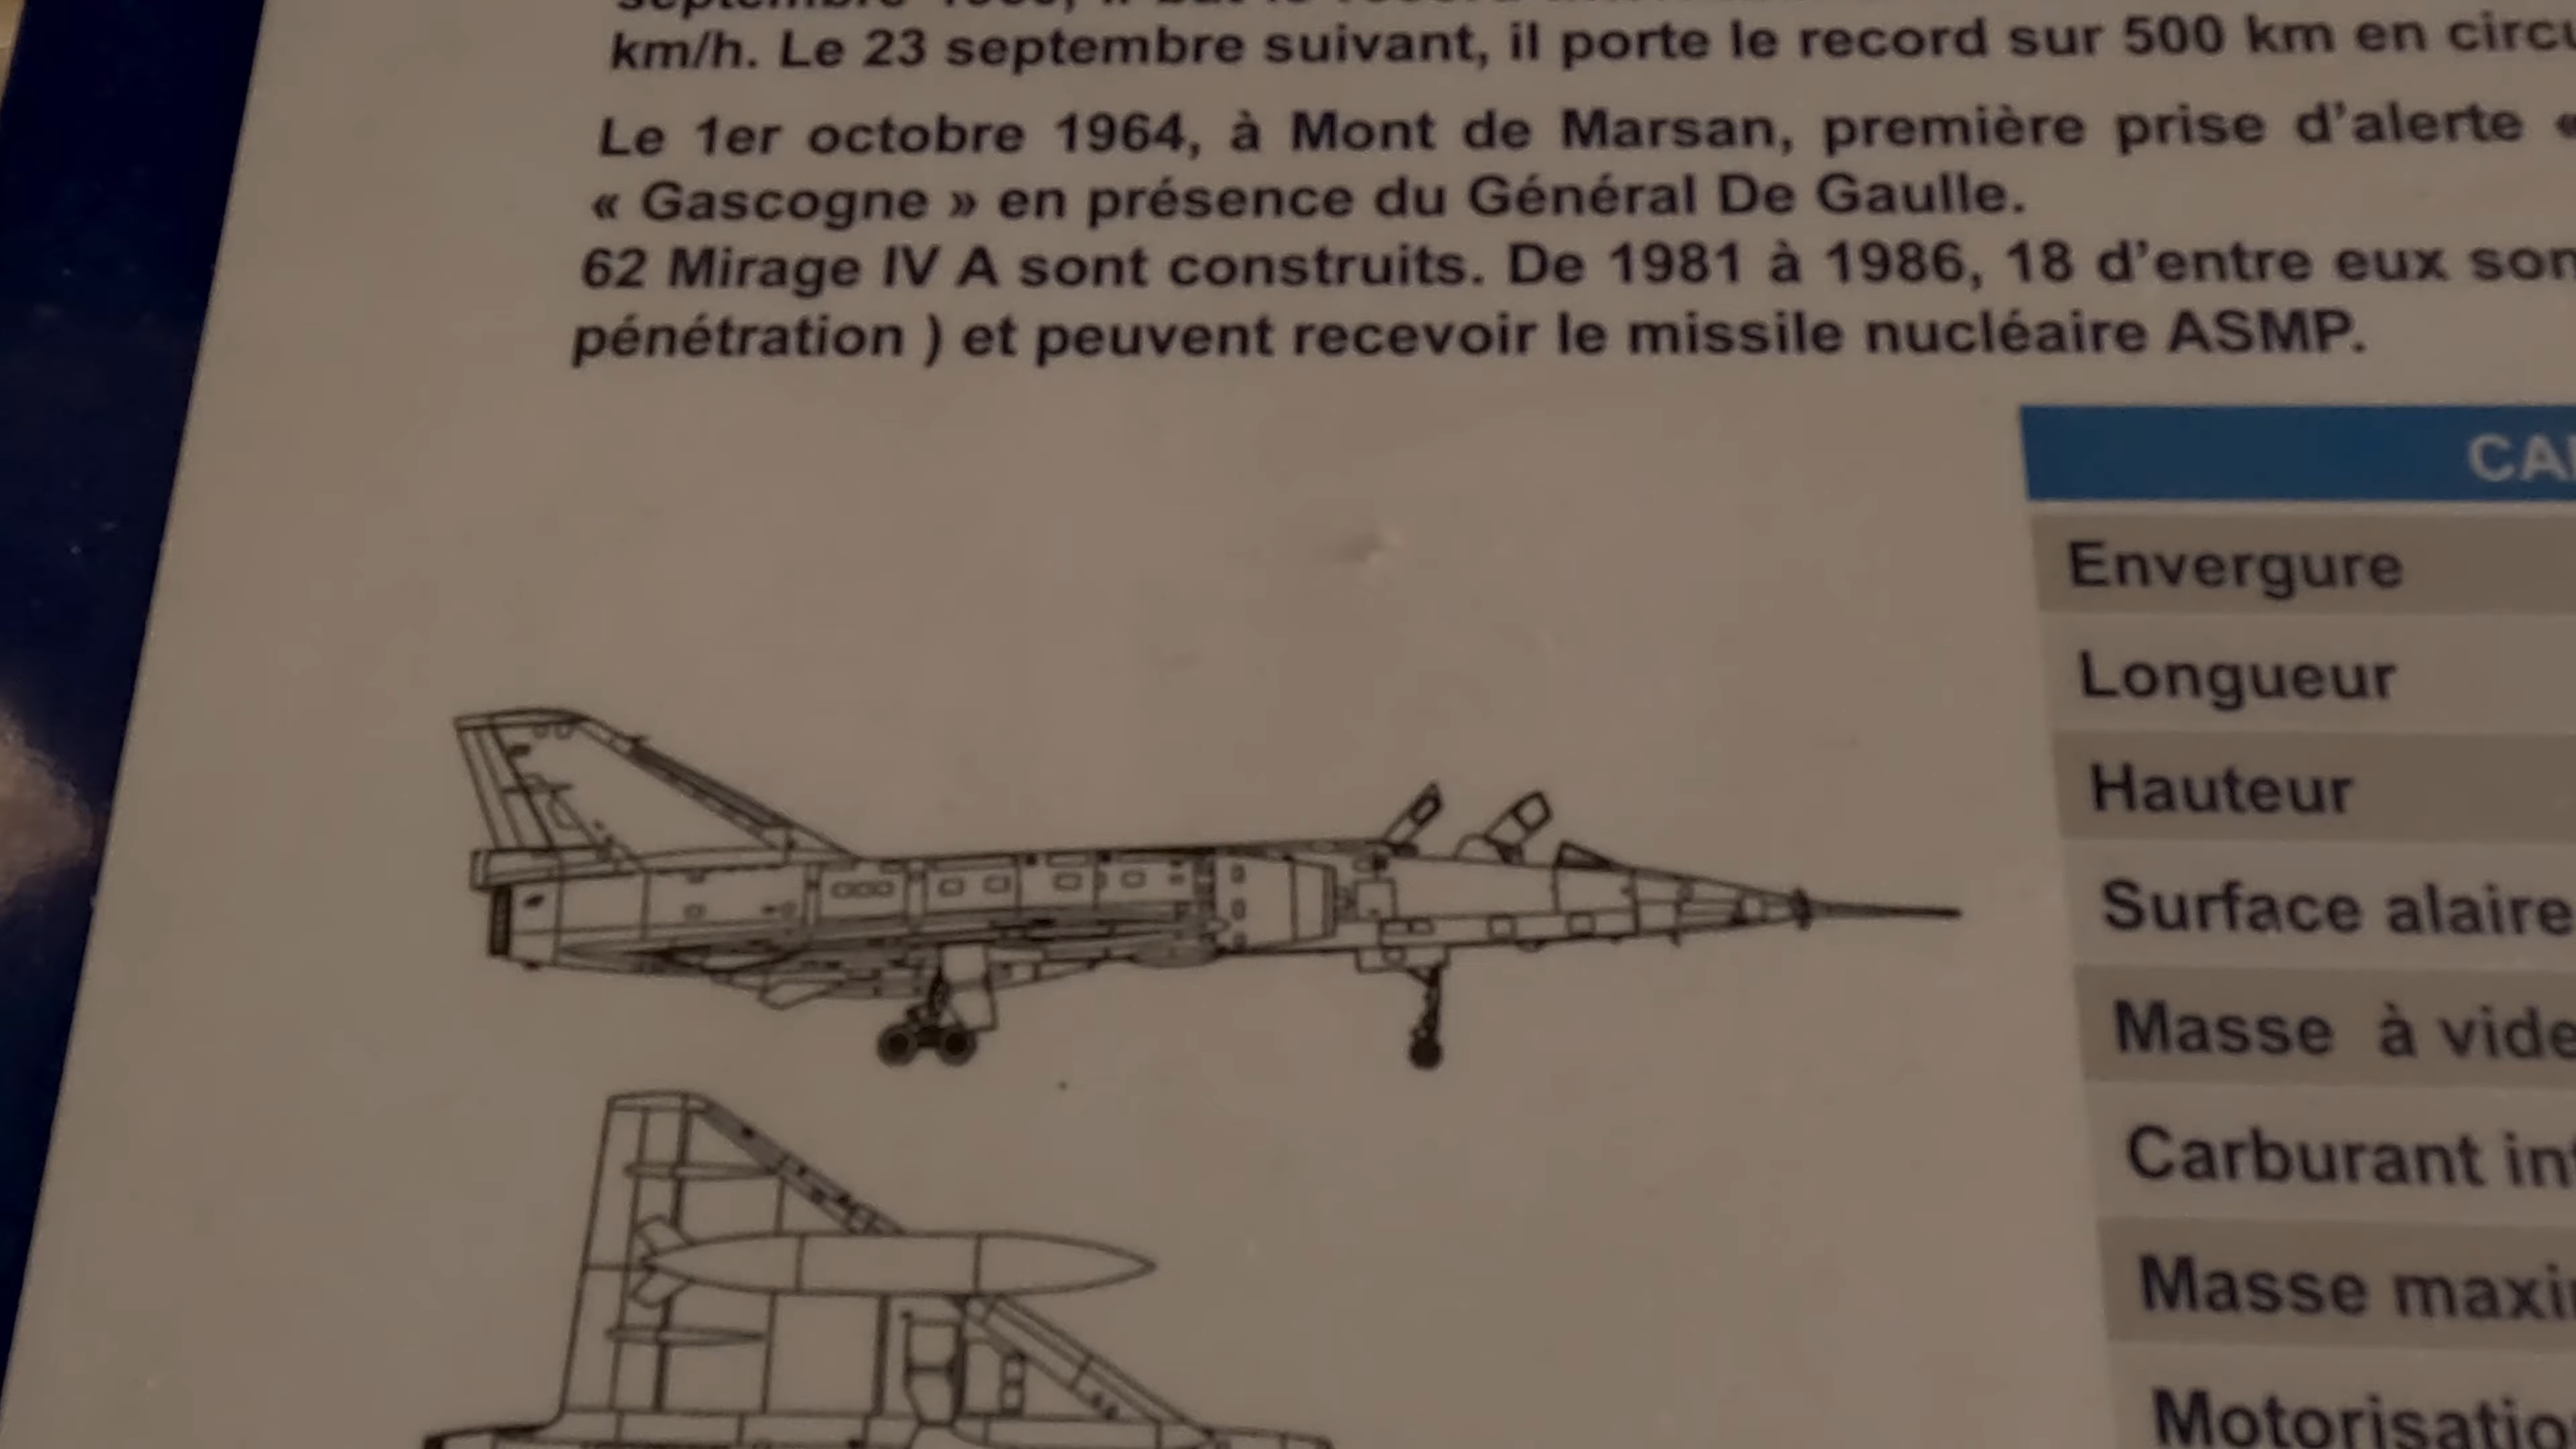 km/h. Le 23 septembre suivant, il porte le record sur 500 km en
Le 1er octobre 1964, à Mont de Marsan, première prise d'alerte «
« Gascogne » en présence du Général De Gaulle.
62 Mirage IV A sont construits. De 1981 à 1986, 18 d'entre eux
pénétration ) et peuvent recevoir le missile nucléaire ASMP.
Envergure
Longueur
Hauteur
Surface alaire
Masse à vide
Carburant
Masse